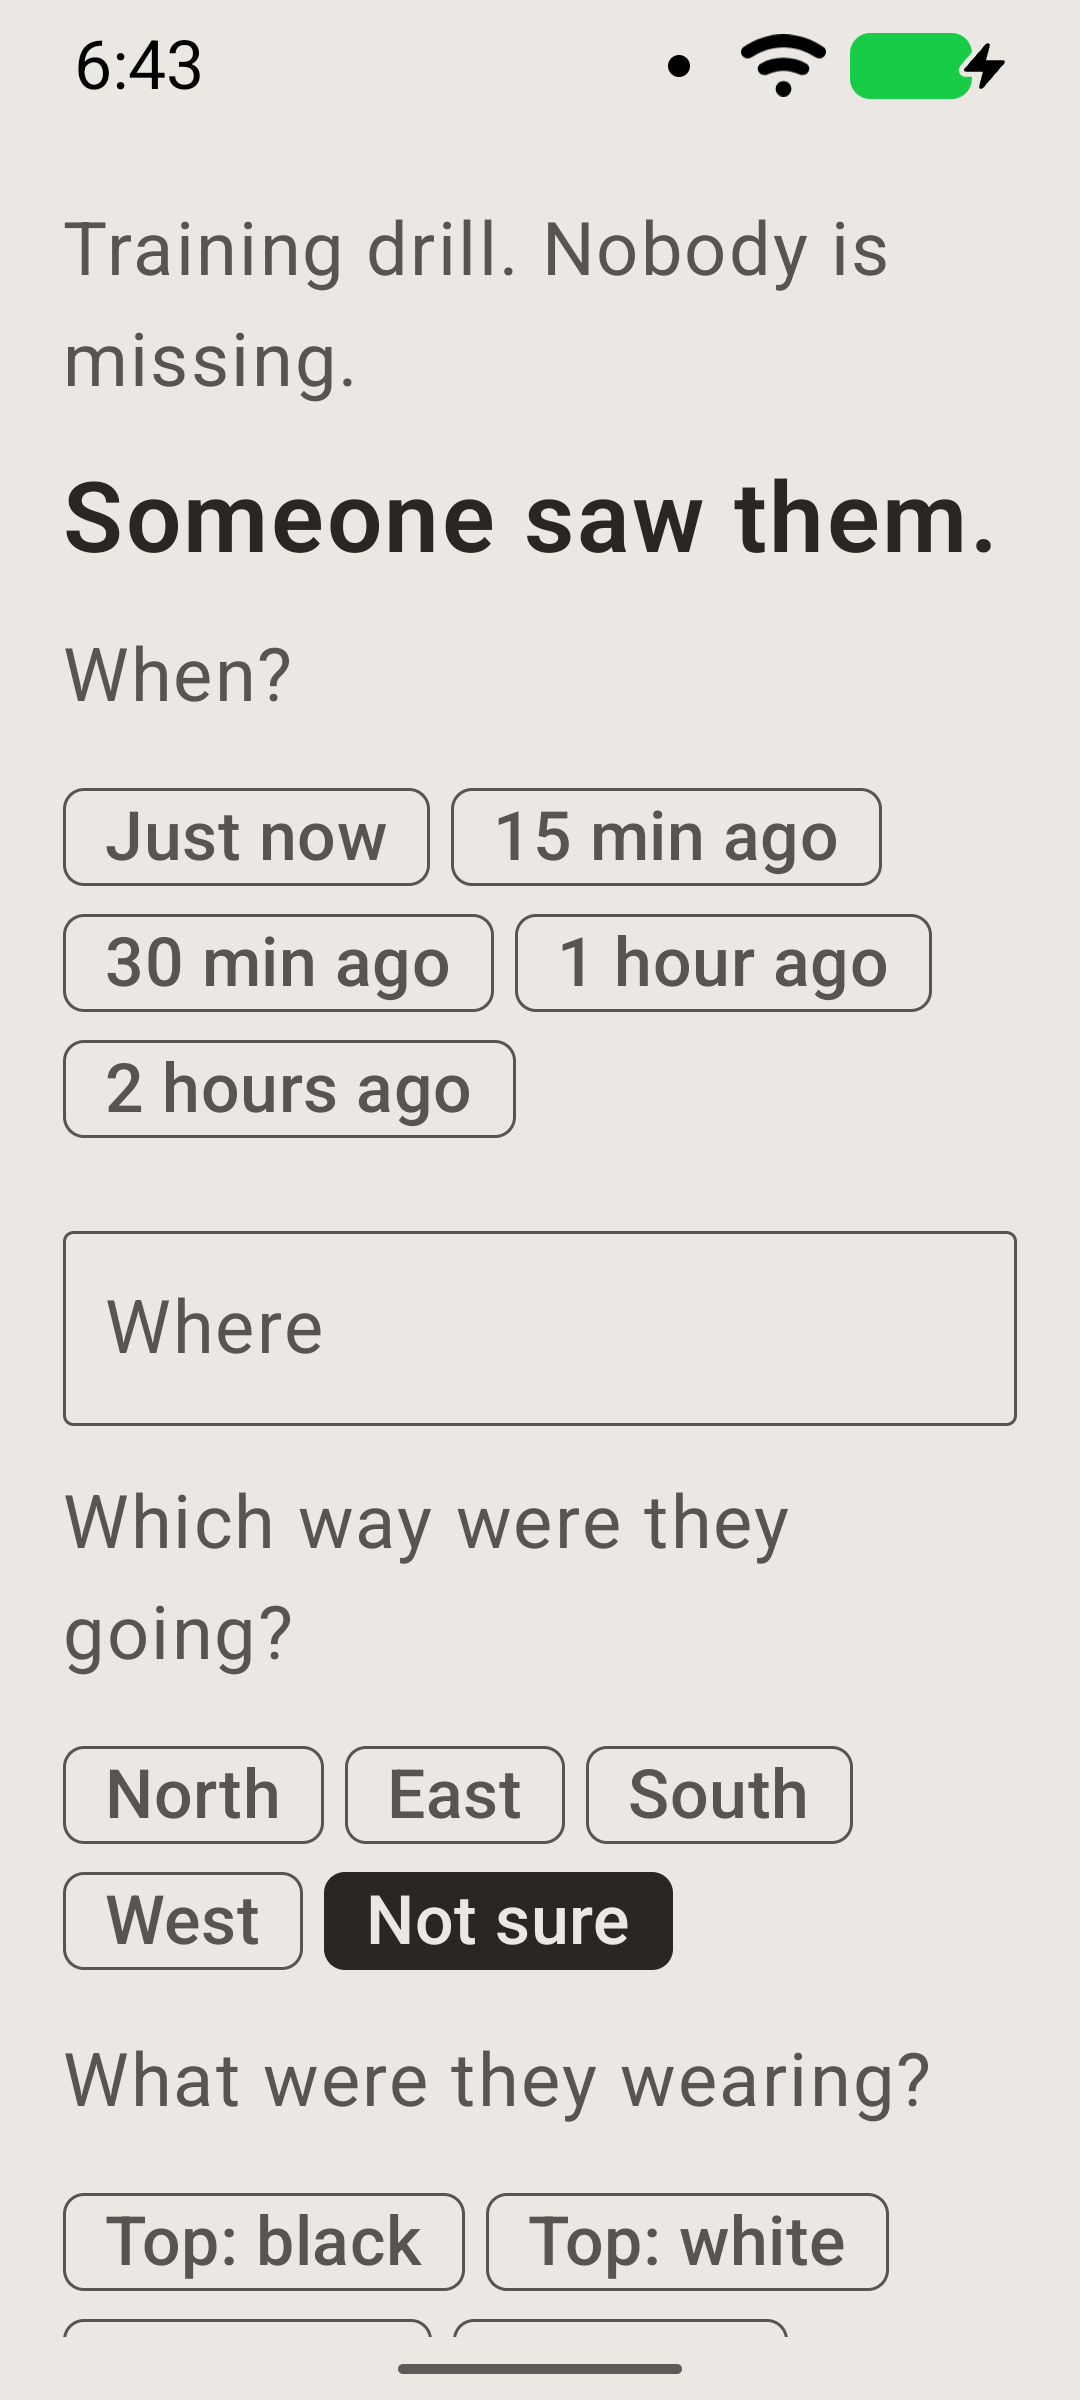 6:43
Training drill. Nobody is
missing.
Someone saw them.
When?
Just now
15 min ago
30 min ago
1 hour ago
2 hours ago
Where
Which way were they
going?
North
East
South
West
Not sure
What were they wearing?
Top: black
Top: white